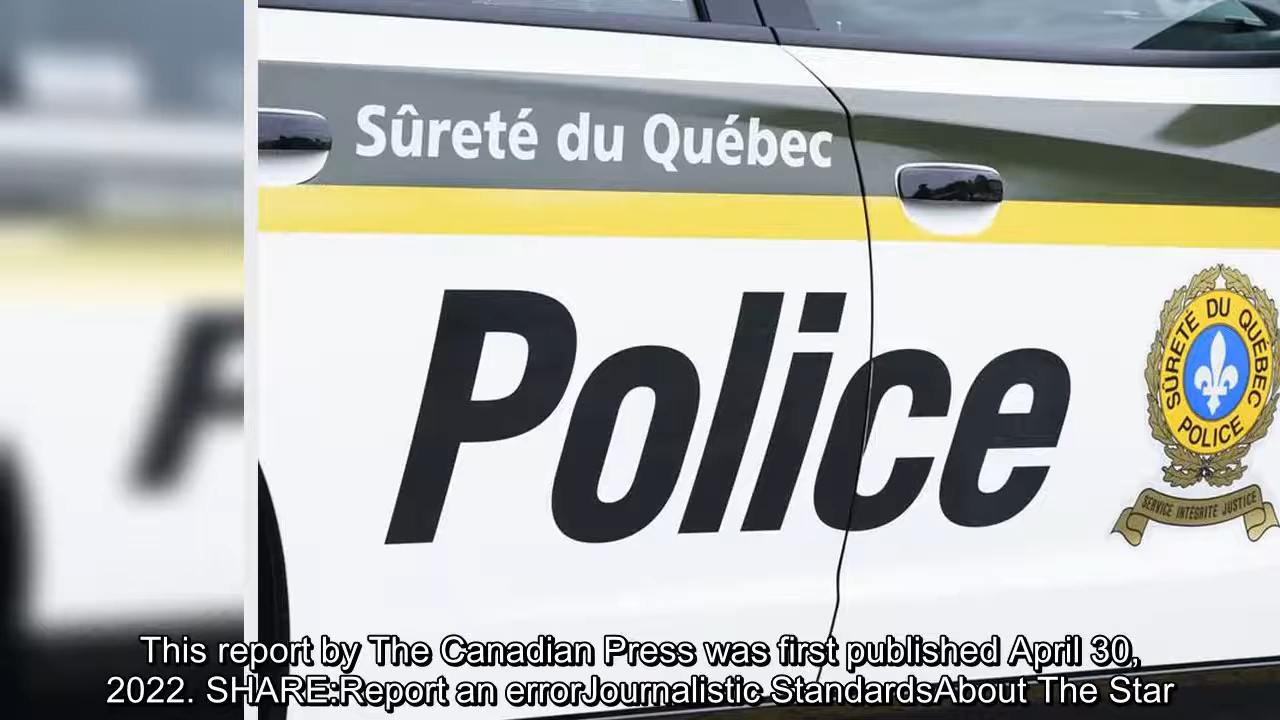 Sûreté du Québec
Police
SÛRETÉ DU QUÉBEC
POLICE
SERVICE INTÉGRITÉ JUSTICE
This report by The Canadian Press was first published April 30,
2022. SHARE:Report an errorJournalistic StandardsAbout The Star